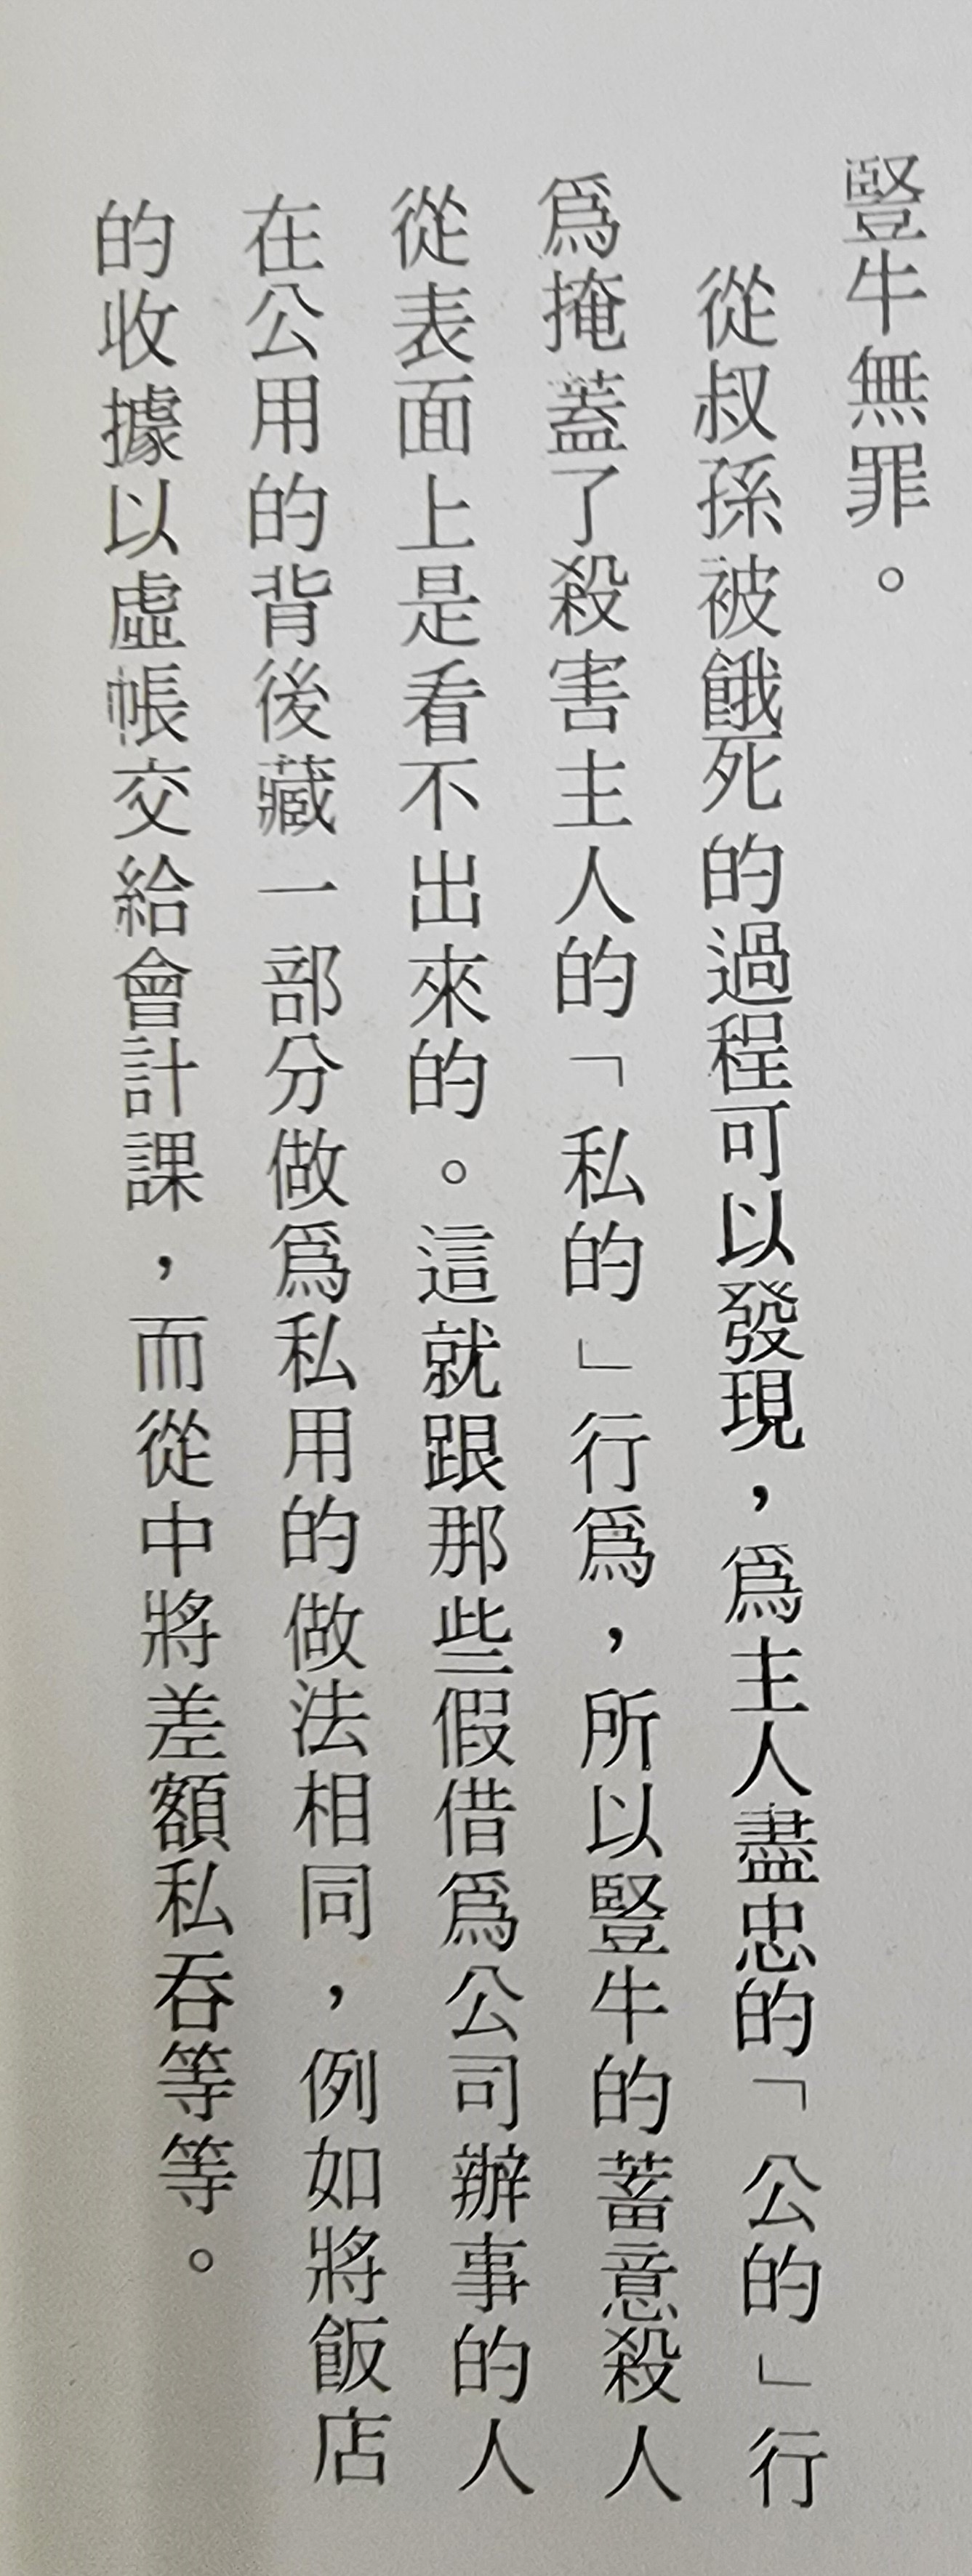 豎牛無罪。
從叔孫被餓死的過程可以發現，爲主人盡忠的「公的」行
爲掩蓋了殺害主人的「私的」行爲，所以豎牛的蓄意殺人
從表面上是看不出來的。這就跟那些假借爲公司辦事的人
在公用的背後藏一部分做爲私用的做法相同，例如將飯店
的收據以虛帳交給會計課，而從中將差額私吞等等。